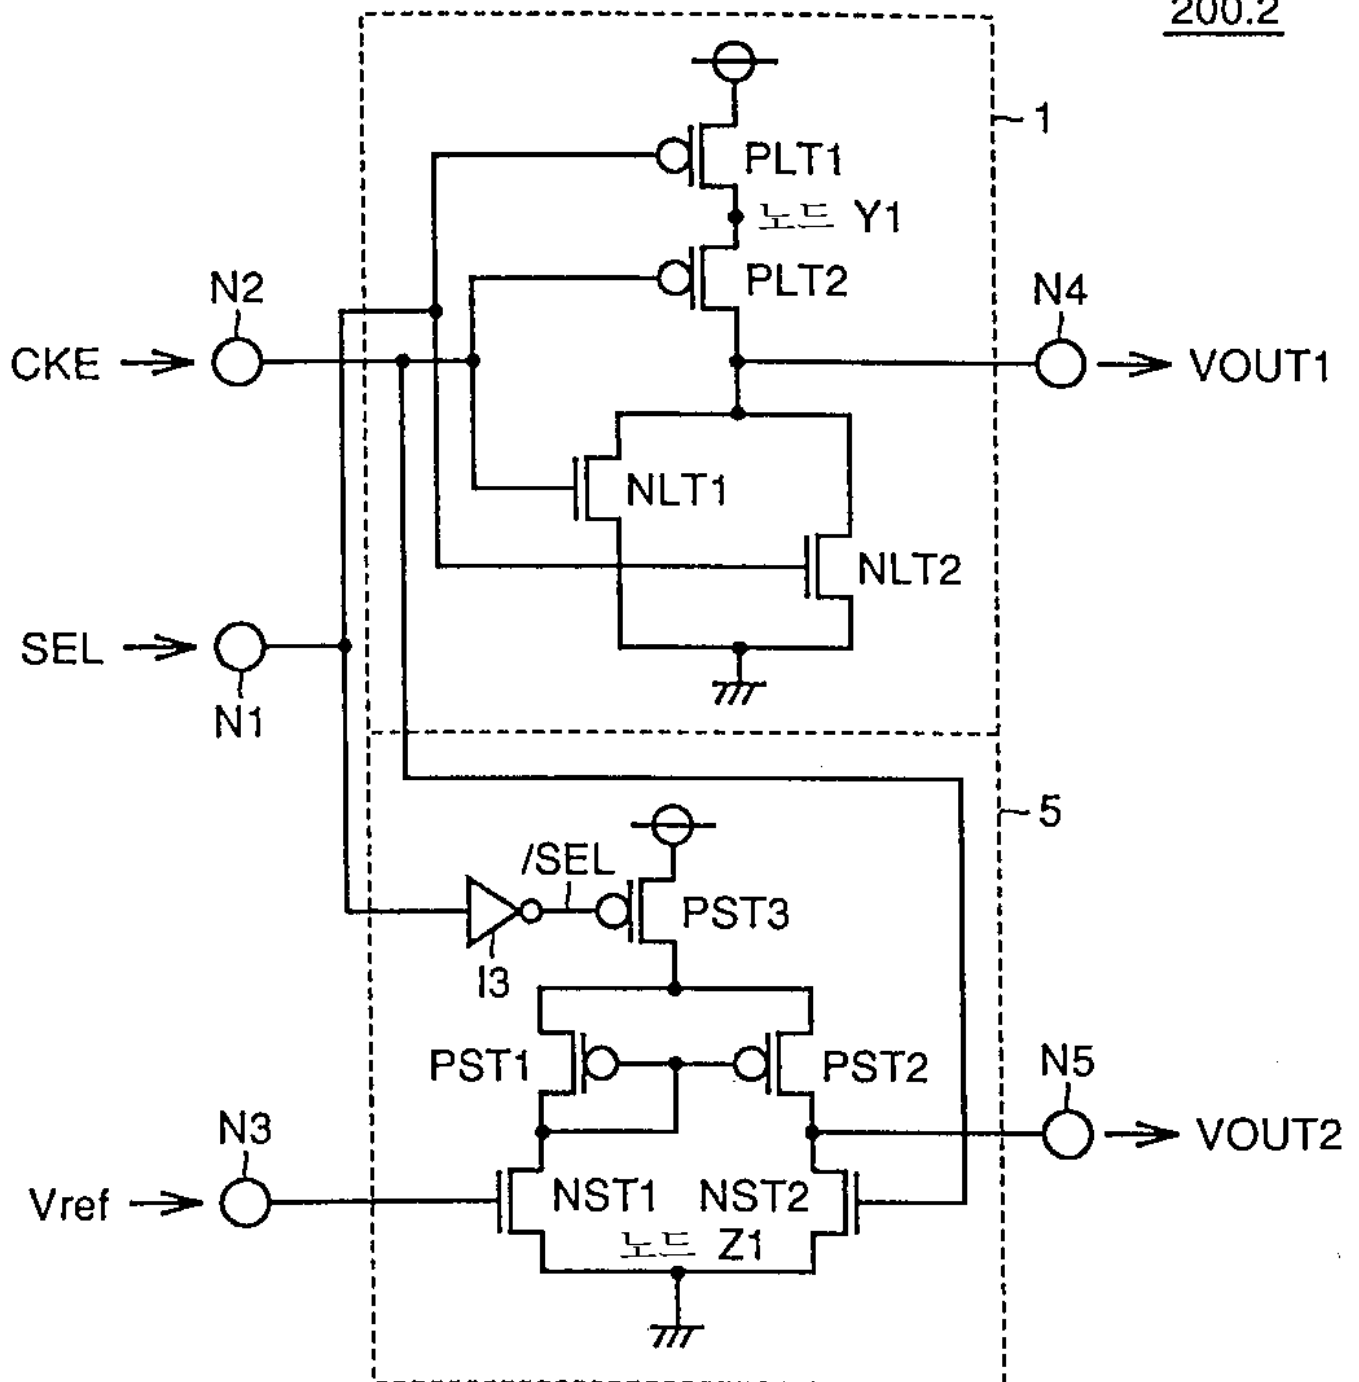 200.2
1
PLT1
노드 Y1
PLT2
N2
N4
CKE
VOUT1
NLT1
NLT2
SEL
N1
5
/SEL
PST3
I3
PST1
PST2
N5
N3
VOUT2
Vref
NST1
NST2
노드 Z1